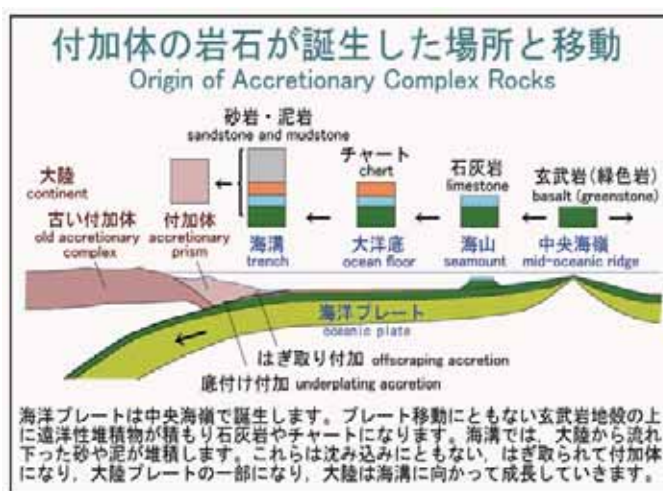 付加体の岩石が誕生した場所と移動
Origin of Accretionary Complex Rocks
砂岩・泥岩
sandstone and mudstone
チャート
chert
石灰岩
limestone
玄武岩(緑色岩)
basalt (greenstone)
大陸
continent
古い付加体
old accretionary
complex
付加体
accretionary
prism
海溝
trench
大洋底
ocean floor
海山
seamount
中央海嶺
mid-oceanic ridge
海洋プレート
oceanic plate
はぎ取り付加 offscraping accretion
底付け付加 underplating accretion
海洋プレートは中央海嶺で誕生します。プレート移動にともない玄武岩地殻の上
に遠洋性堆積物が積もり石灰岩やチャートになります。海溝では，大陸から流れ
下った砂や泥が堆積します。これらは沈み込みにともない，はぎ取られて付加体
になり，大陸プレートの一部になり，大陸は海溝に向かって成長していきます。